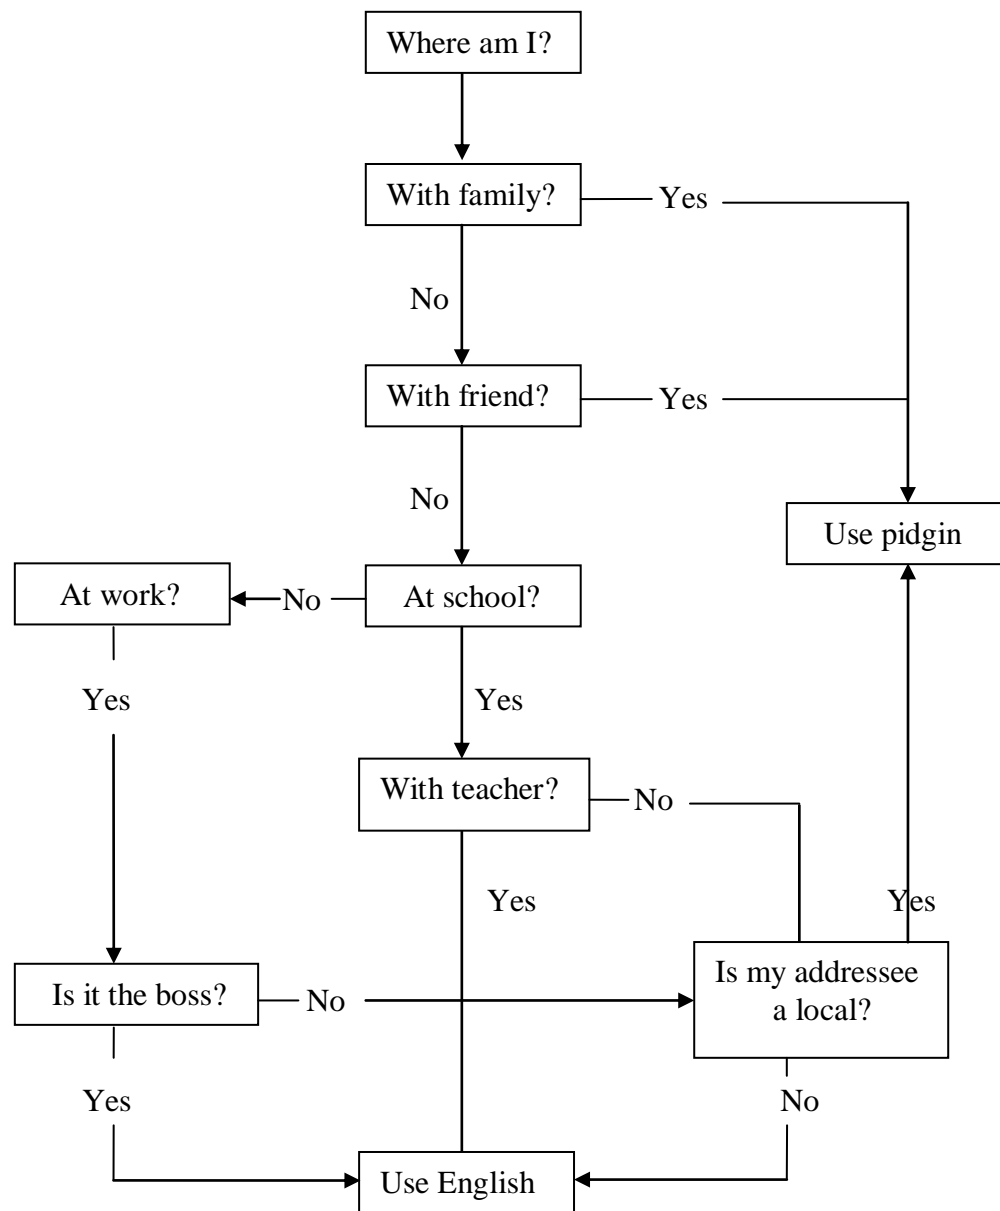 Where am I?
With family?
Yes
No
With friend?
Yes
No
Use pidgin
At work?
No
At school?
Yes
Yes
With teacher?
No
Yes
Yes
Is it the boss?
No
Is my addressee
a local?
Yes
No
Use English